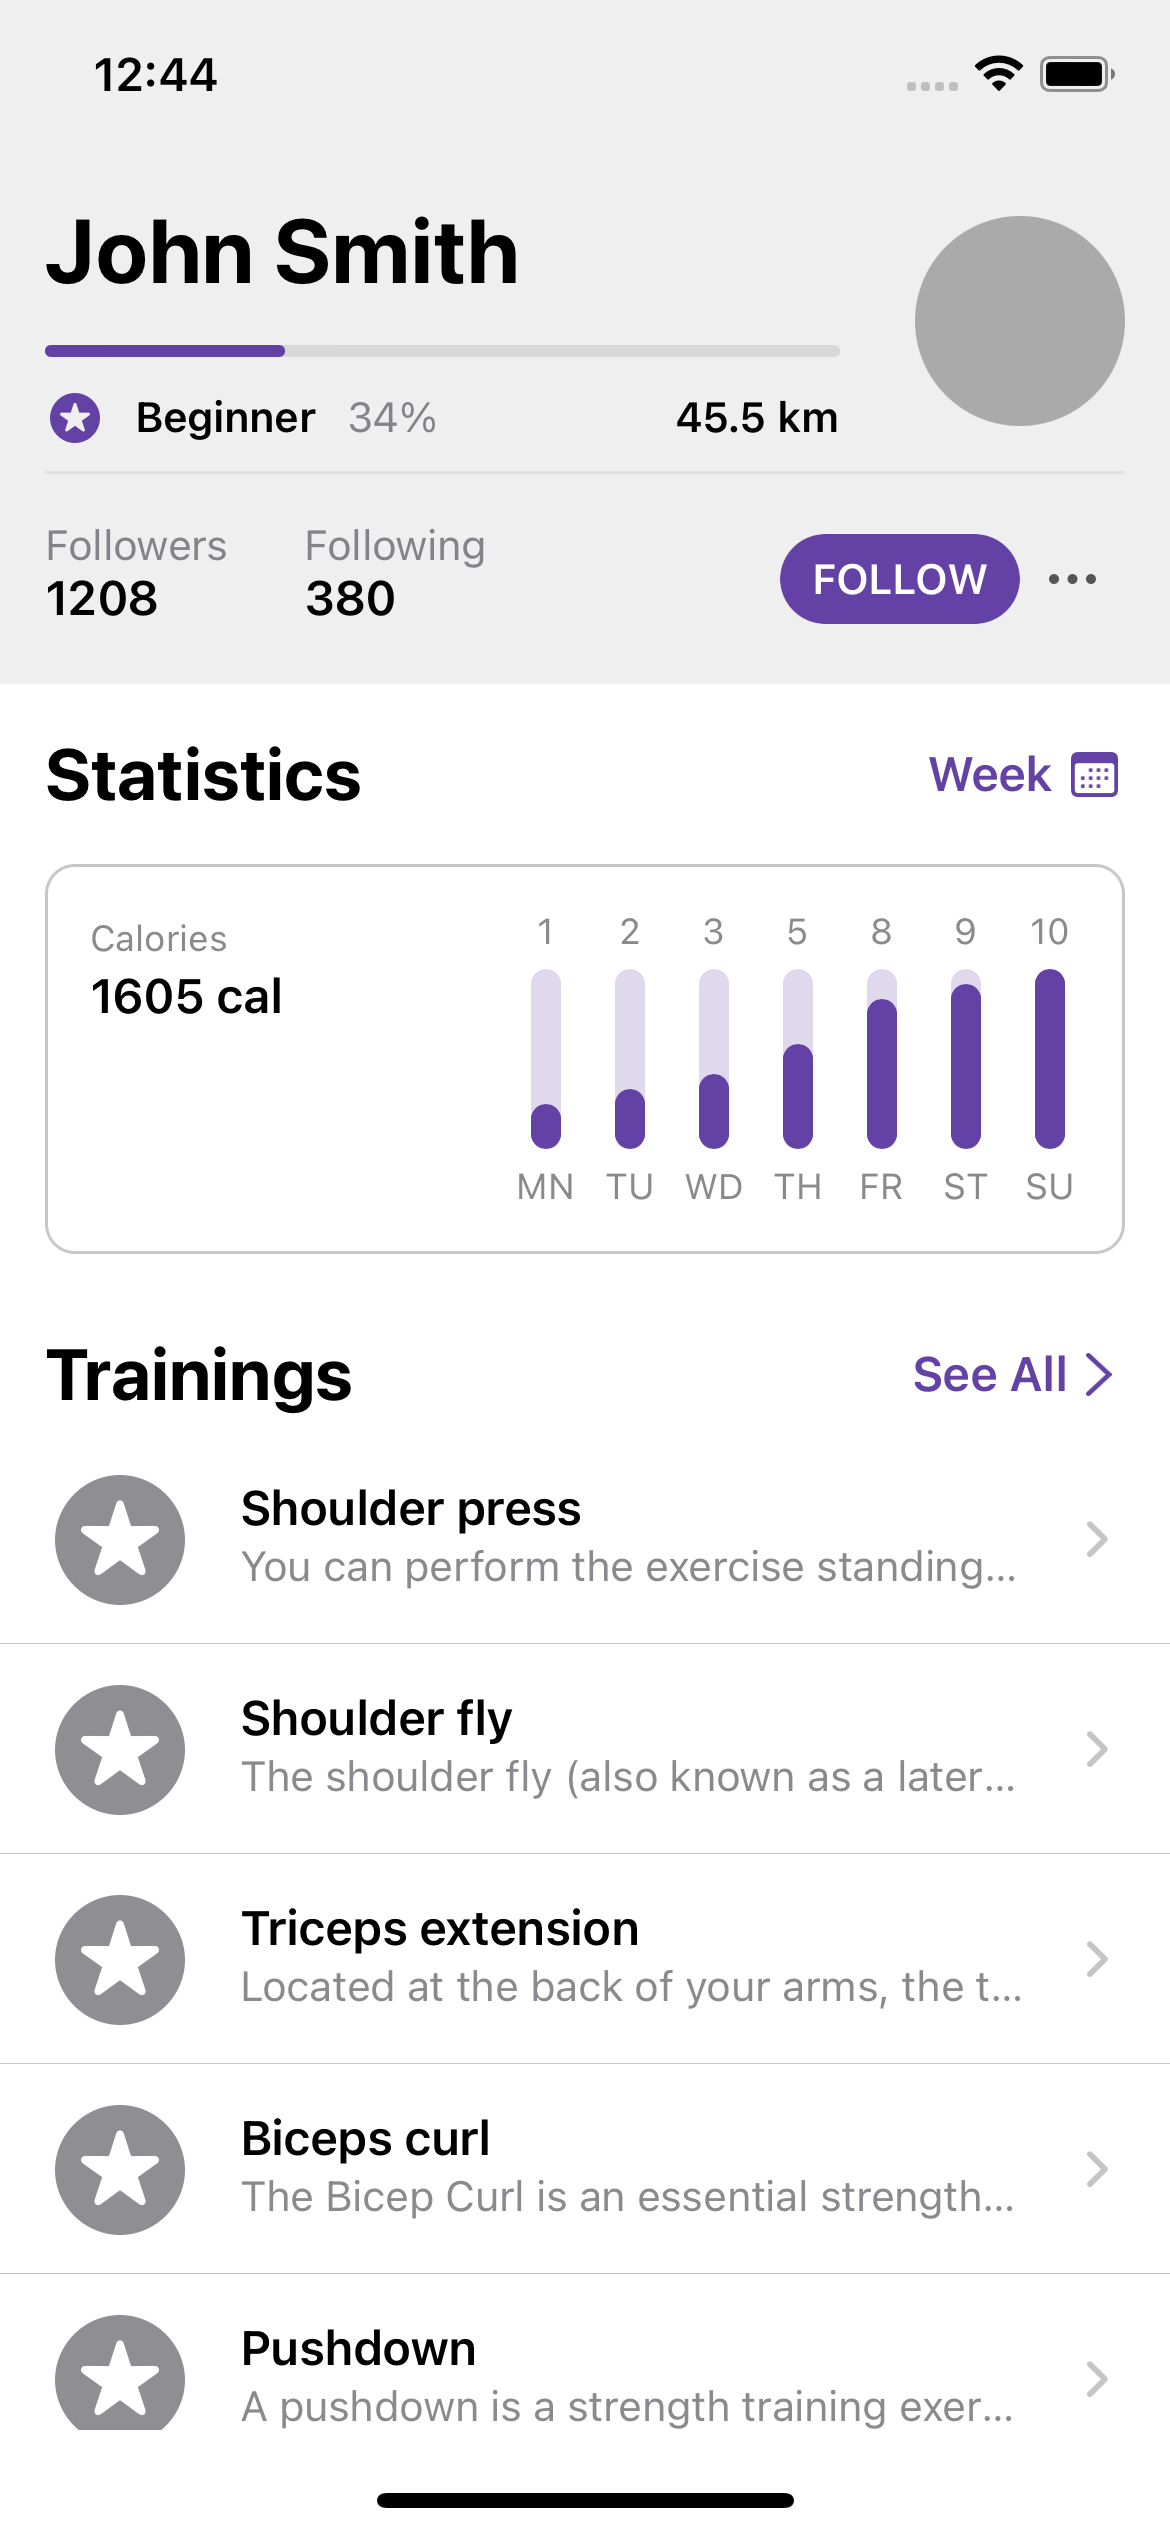 12:44
John Smith
Beginner 34% 45.5 km
Followers Following
1208 380
FOLLOW
Statistics Week
Calories
1605 cal
1 2 3 5 8 9 10
MN TU WD TH FR ST SU
Trainings See All
Shoulder press
You can perform the exercise standing...
Shoulder fly
The shoulder fly (also known as a later...
Triceps extension
Located at the back of your arms, the t...
Biceps curl
The Bicep Curl is an essential strength...
Pushdown
A pushdown is a strength training exer...